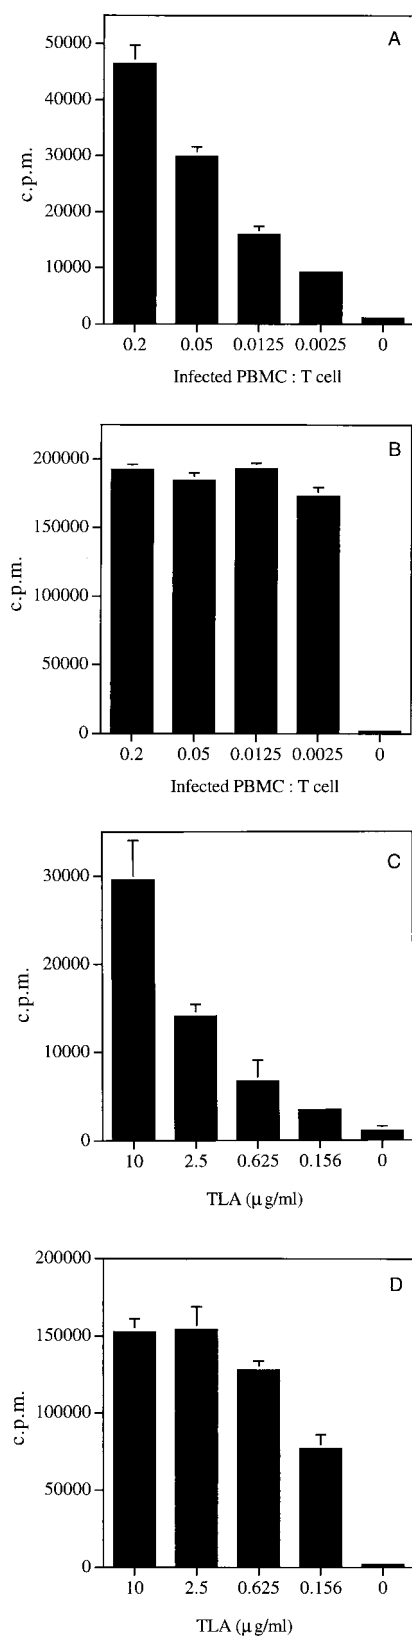 A
50000
40000
30000
20000
10000
0
c.p.m.
0.2 0.05 0.0125 0.0025 0
Infected PBMC : T cell
B
200000
150000
100000
50000
0
c.p.m.
0.2 0.05 0.0125 0.0025 0
Infected PBMC : T cell
C
30000
20000
10000
0
c.p.m.
10 2.5 0.625 0.156 0
TLA (μg/ml)
D
200000
150000
100000
50000
0
c.p.m.
10 2.5 0.625 0.156 0
TLA (μg/ml)